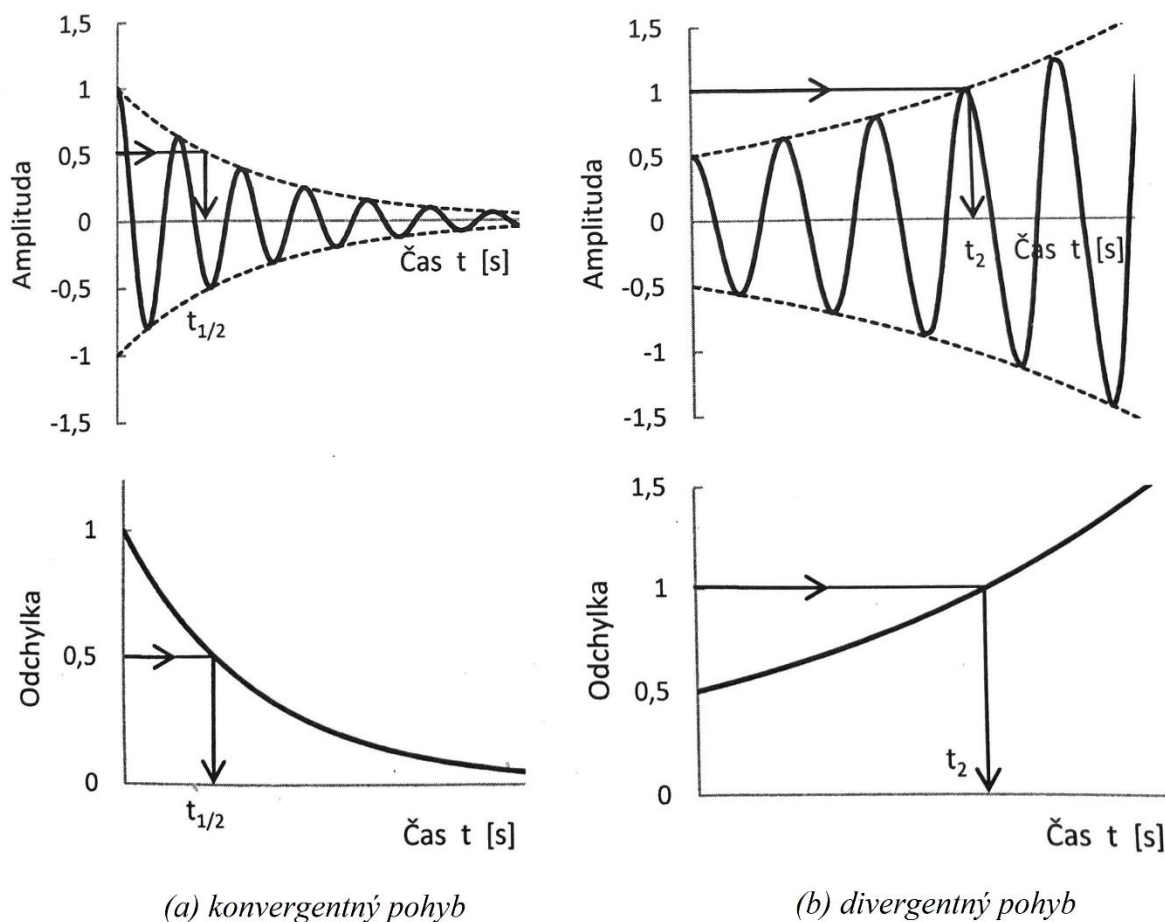 1,5
1
0,5
0
-0,5
-1
-1,5
Amplituda
Čas t [s]
t1/2
1,5
1
0,5
0
-0,5
-1
-1,5
Amplituda
t2
Čas t [s]
1
0,5
0
Odchylka
t1/2
Čas t [s]
1,5
1
0,5
0
Odchylka
t2
Čas t [s]
(a) konvergentný pohyb
(b) divergentný pohyb